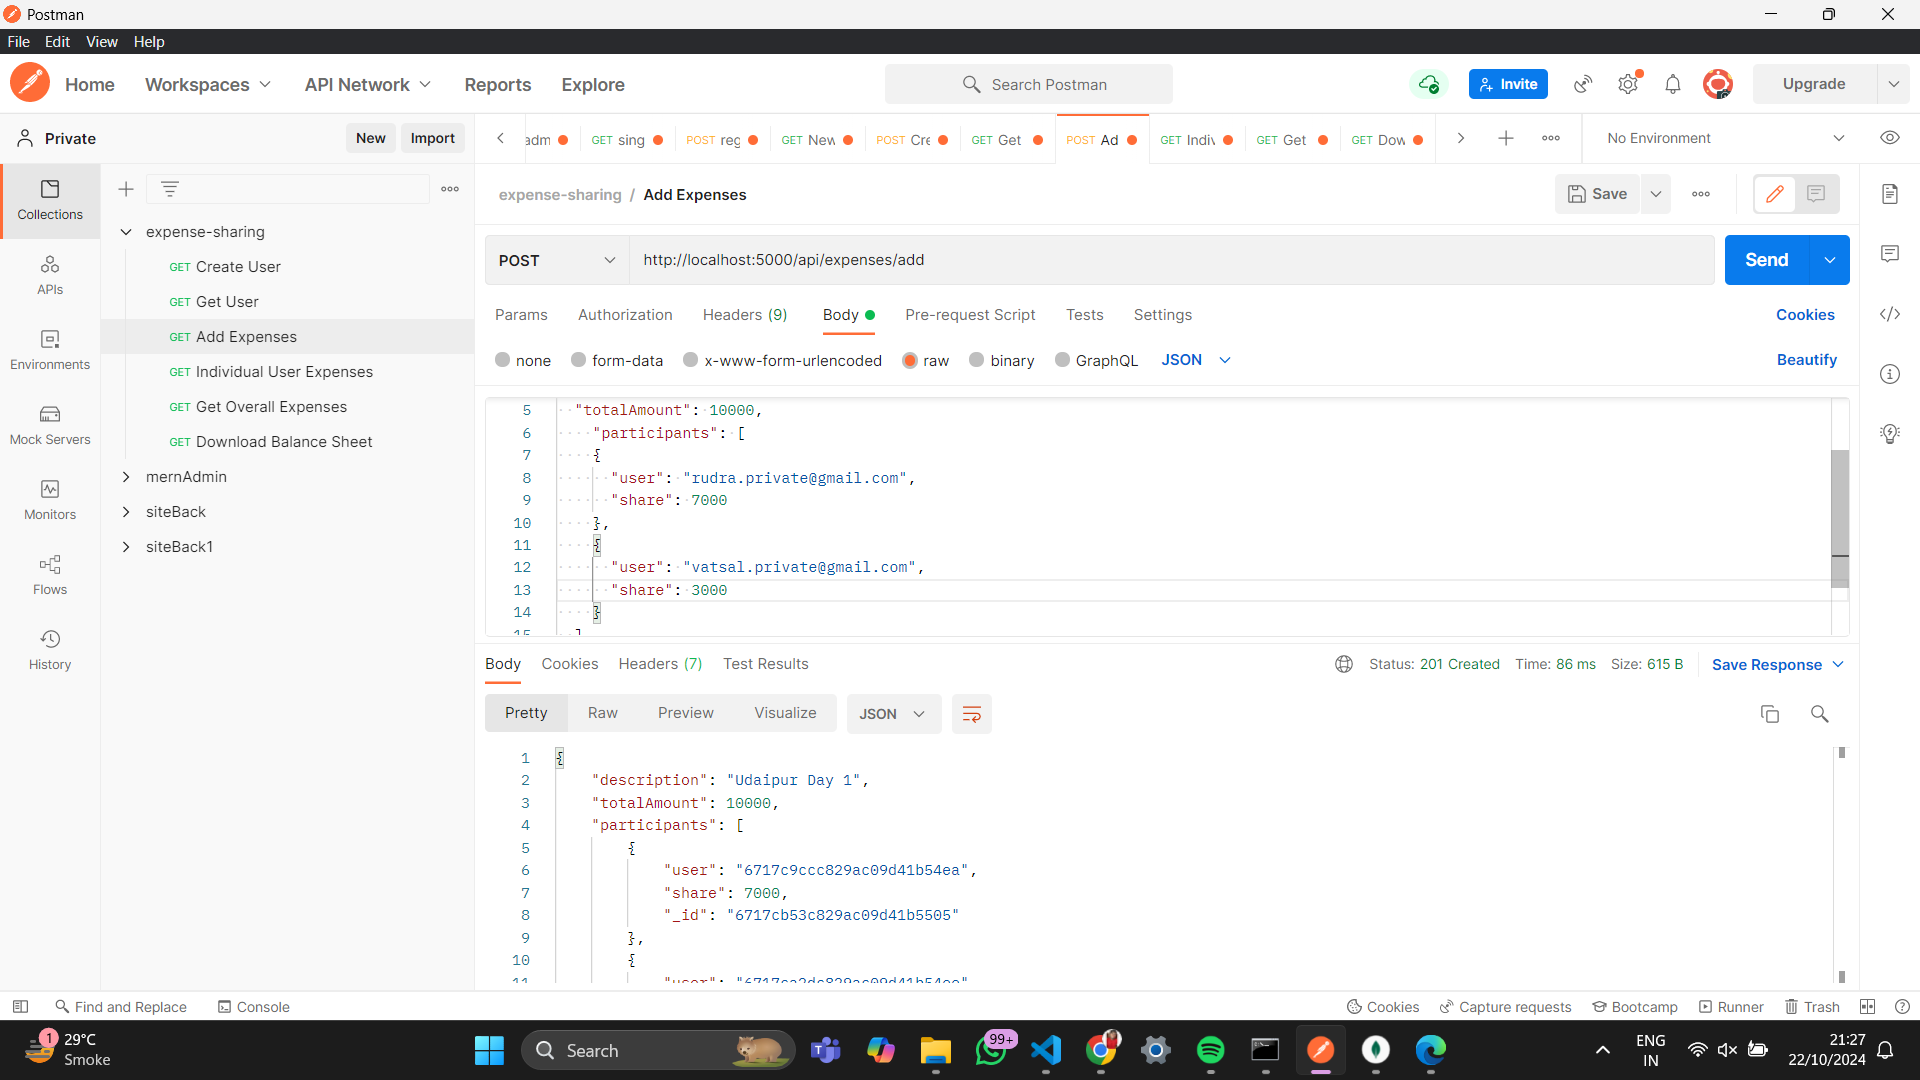 Postman
File Edit View Help
Home Workspaces API Network Reports Explore Search Postman Invite Upgrade
Private New Import
adm GET sing POST reg GET New POST Cre GET Get POST Ad GET Indiv GET Get GET Dow No Environment
Collections
APIs
Environments
Mock Servers
Monitors
Flows
History
expense-sharing
GET Create User
GET Get User
GET Add Expenses
GET Individual User Expenses
GET Get Overall Expenses
GET Download Balance Sheet
mernAdmin
siteBack
siteBack1
expense-sharing / Add Expenses Save
POST http://localhost:5000/api/expenses/add Send
Params Authorization Headers (9) Body Pre-request Script Tests Settings Cookies
none form-data x-www-form-urlencoded raw binary GraphQL JSON Beautify
5 "totalAmount": 10000,
6 "participants": [
7 {
8 "user": "rudra.private@gmail.com",
9 "share": 7000
10 },
11 {
12 "user": "vatsal.private@gmail.com",
13 "share": 3000
14 }
15 ]
Body Cookies Headers (7) Test Results Status: 201 Created Time: 86 ms Size: 615 B Save Response
Pretty Raw Preview Visualize JSON
1 {
2 "description": "Udaipur Day 1",
3 "totalAmount": 10000,
4 "participants": [
5 {
6 "user": "6717c9ccc829ac09d41b54ea",
7 "share": 7000,
8 "_id": "6717cb53c829ac09d41b5505"
9 },
10 {
11 "user":
Find and Replace Console Cookies Capture requests Bootcamp Runner Trash
1 29°C
Smoke
Search
99+
ENG
IN
21:27
22/10/2024